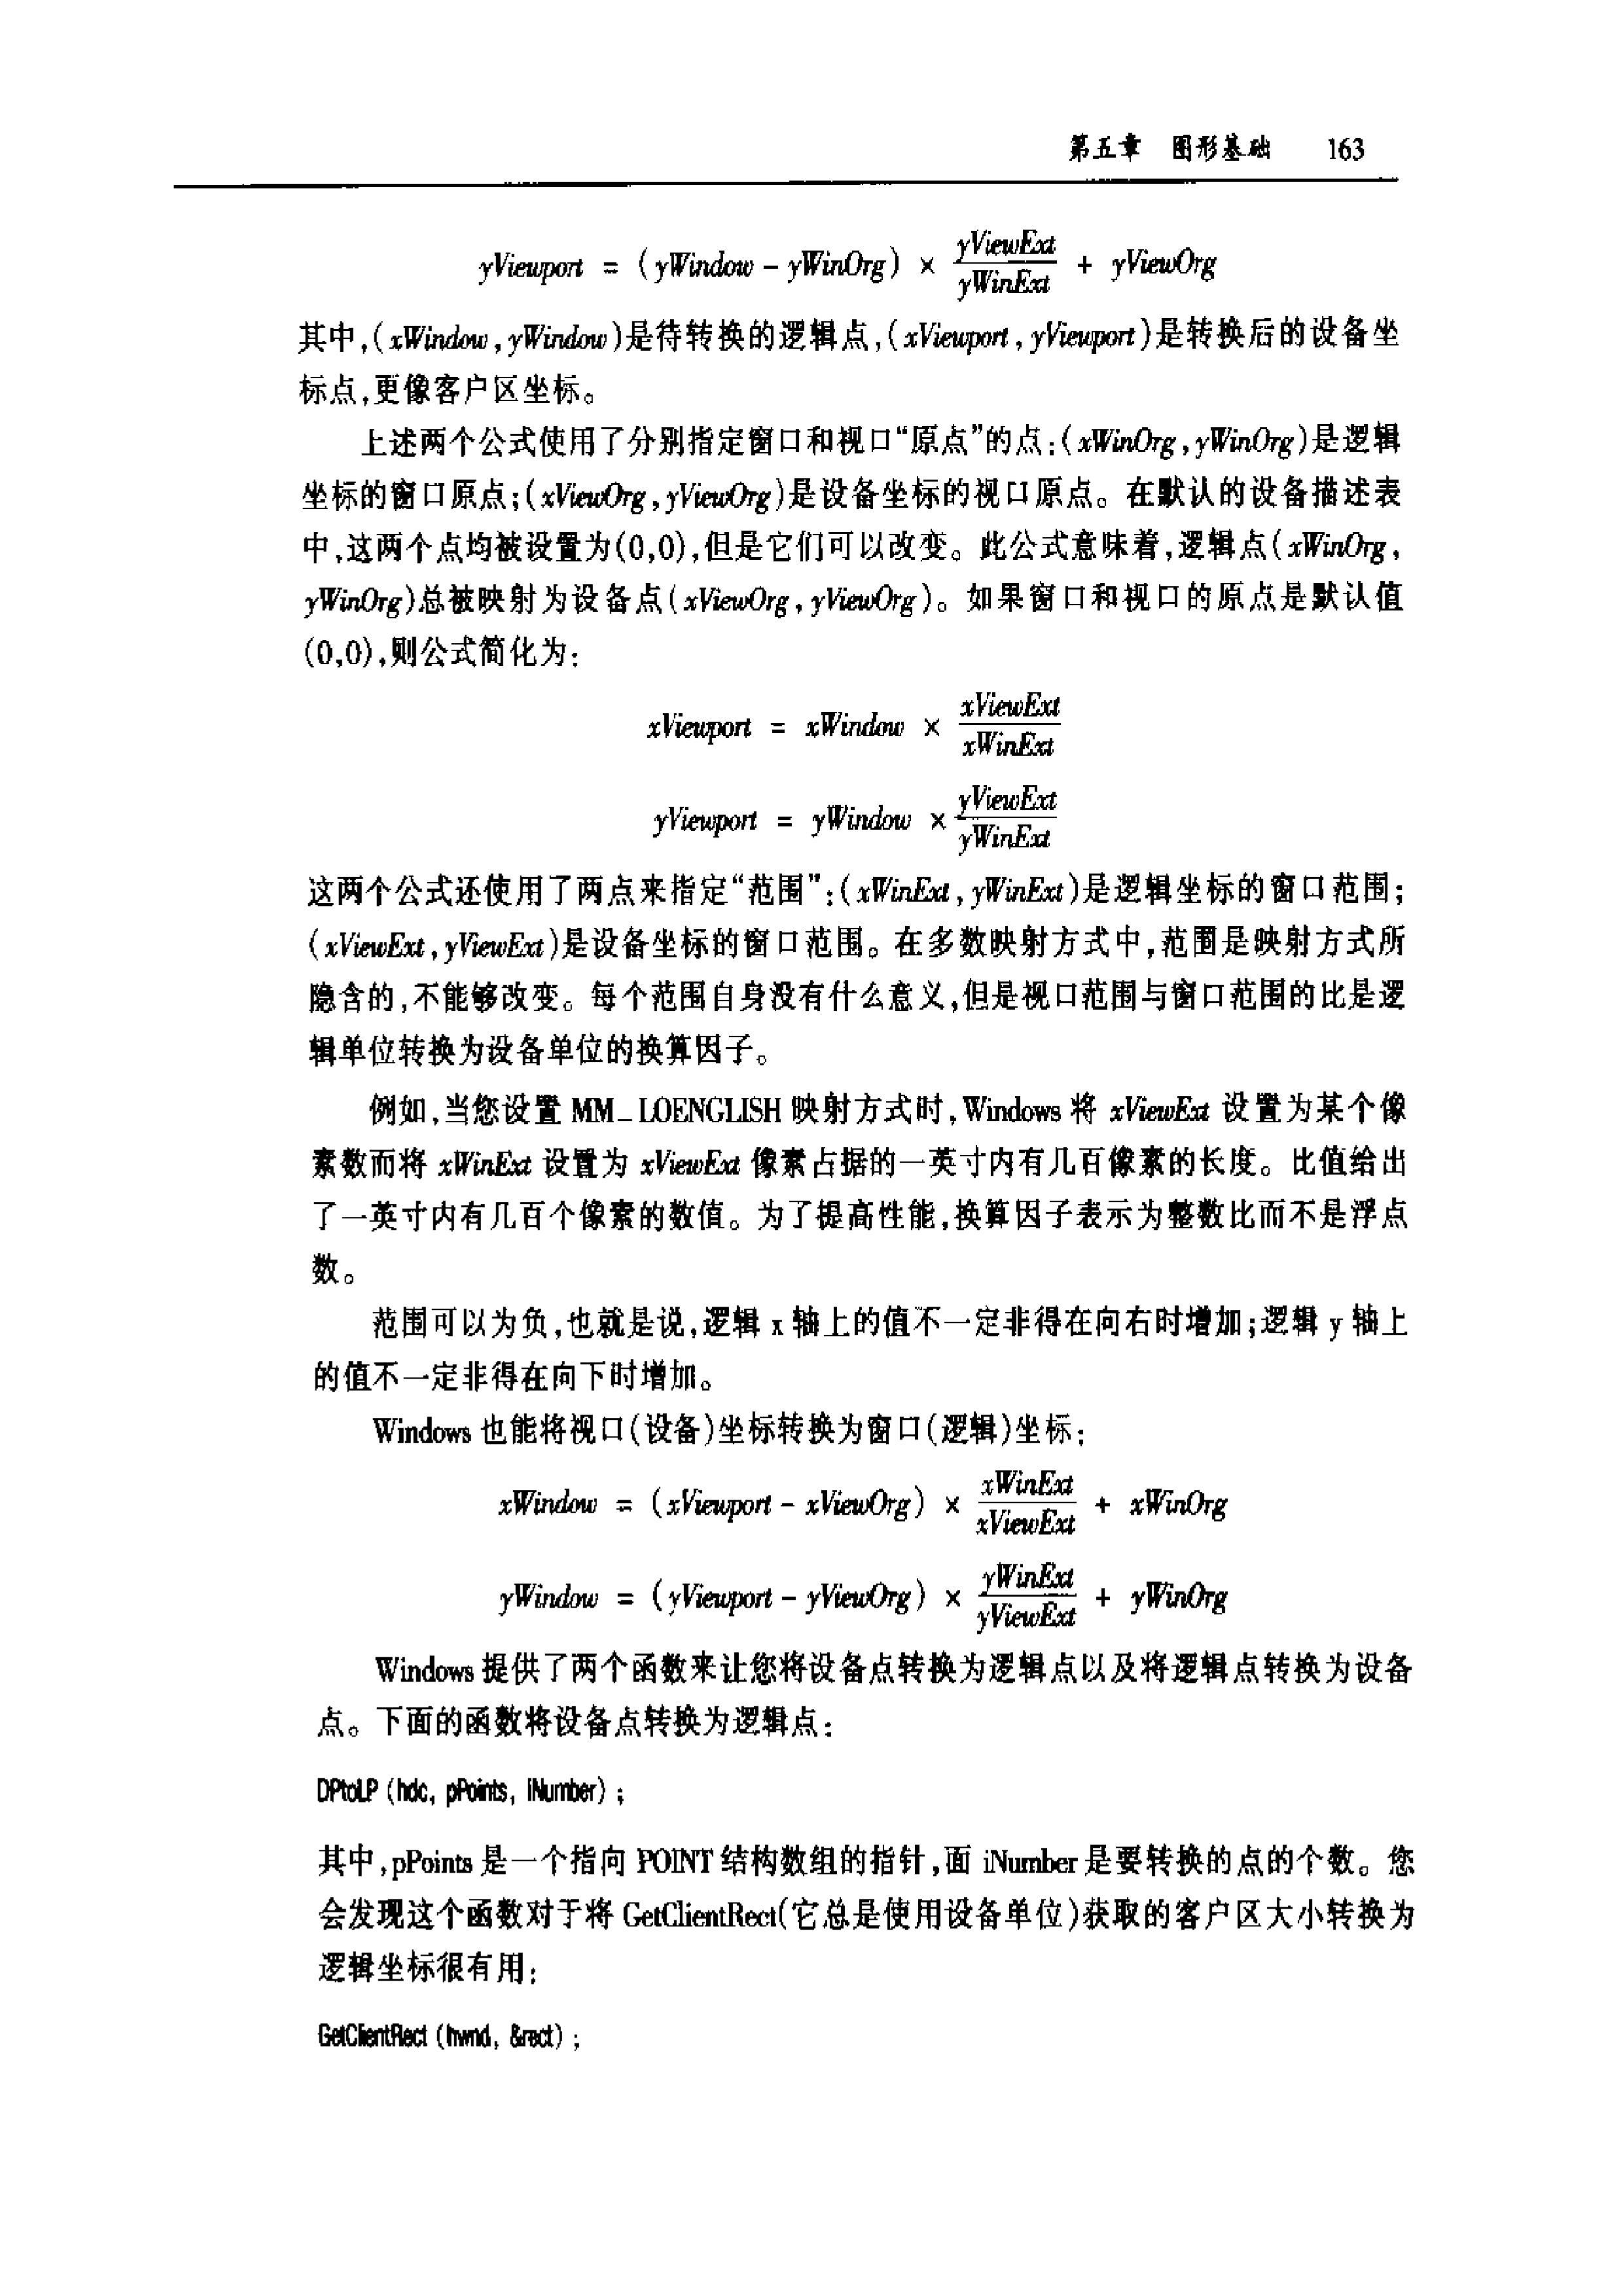 第五章 图形基础 163
yViewport = (yWindow - yWinOrg) × yViewExt/yWinExt + yViewOrg
其中,(xWindow,yWindow)是待转换的逻辑点,(xViewport,yViewport)是转换后的设备坐
标点,更像客户区坐标。
上述两个公式使用了分别指定窗口和视口“原点”的点:(xWinOrg,yWinOrg)是逻辑
坐标的窗口原点;(xViewOrg,yViewOrg)是设备坐标的视口原点。在默认的设备描述表
中,这两个点均被设置为(0,0),但是它们可以改变。此公式意味着,逻辑点(xWinOrg,
yWinOrg)总被映射为设备点(xViewOrg,yViewOrg)。如果窗口和视口的原点是默认值
(0,0),则公式简化为:
xViewport = xWindow × xViewExt/xWinExt
yViewport = yWindow × yViewExt/yWinExt
这两个公式还使用了两点来指定“范围”:(xWinExt,yWinExt)是逻辑坐标的窗口范围;
(xViewExt,yViewExt)是设备坐标的窗口范围。在多数映射方式中,范围是映射方式所
隐含的,不能够改变。每个范围自身没有什么意义,但是视口范围与窗口范围的比是逻
辑单位转换为设备单位的换算因子。
例如,当您设置 MM_LOENGLISH 映射方式时,Windows 将 xViewExt 设置为某个像
素数而将 xWinExt 设置为 xViewExt 像素占据的一英寸内有几百像素的长度。比值给出
了一英寸内有几百个像素的数值。为了提高性能,换算因子表示为整数比而不是浮点
数。
范围可以为负,也就是说,逻辑 x 轴上的值不一定非得在向右时增加;逻辑 y 轴上
的值不一定非得在向下时增加。
Windows 也能将视口(设备)坐标转换为窗口(逻辑)坐标:
xWindow = (xViewport - xViewOrg) × xWinExt/xViewExt + xWinOrg
yWindow = (yViewport - yViewOrg) × yWinExt/yViewExt + yWinOrg
Windows 提供了两个函数来让您将设备点转换为逻辑点以及将逻辑点转换为设备
点。下面的函数将设备点转换为逻辑点:
DPtoLP (hdc, pPoints, iNumber) ;
其中,pPoints 是一个指向 POINT 结构数组的指针,面 iNumber 是要转换的点的个数。您
会发现这个函数对于将 GetClientRect(它总是使用设备单位)获取的客户区大小转换为
逻辑坐标很有用:
GetClientRect (hwnd, &rect) ;